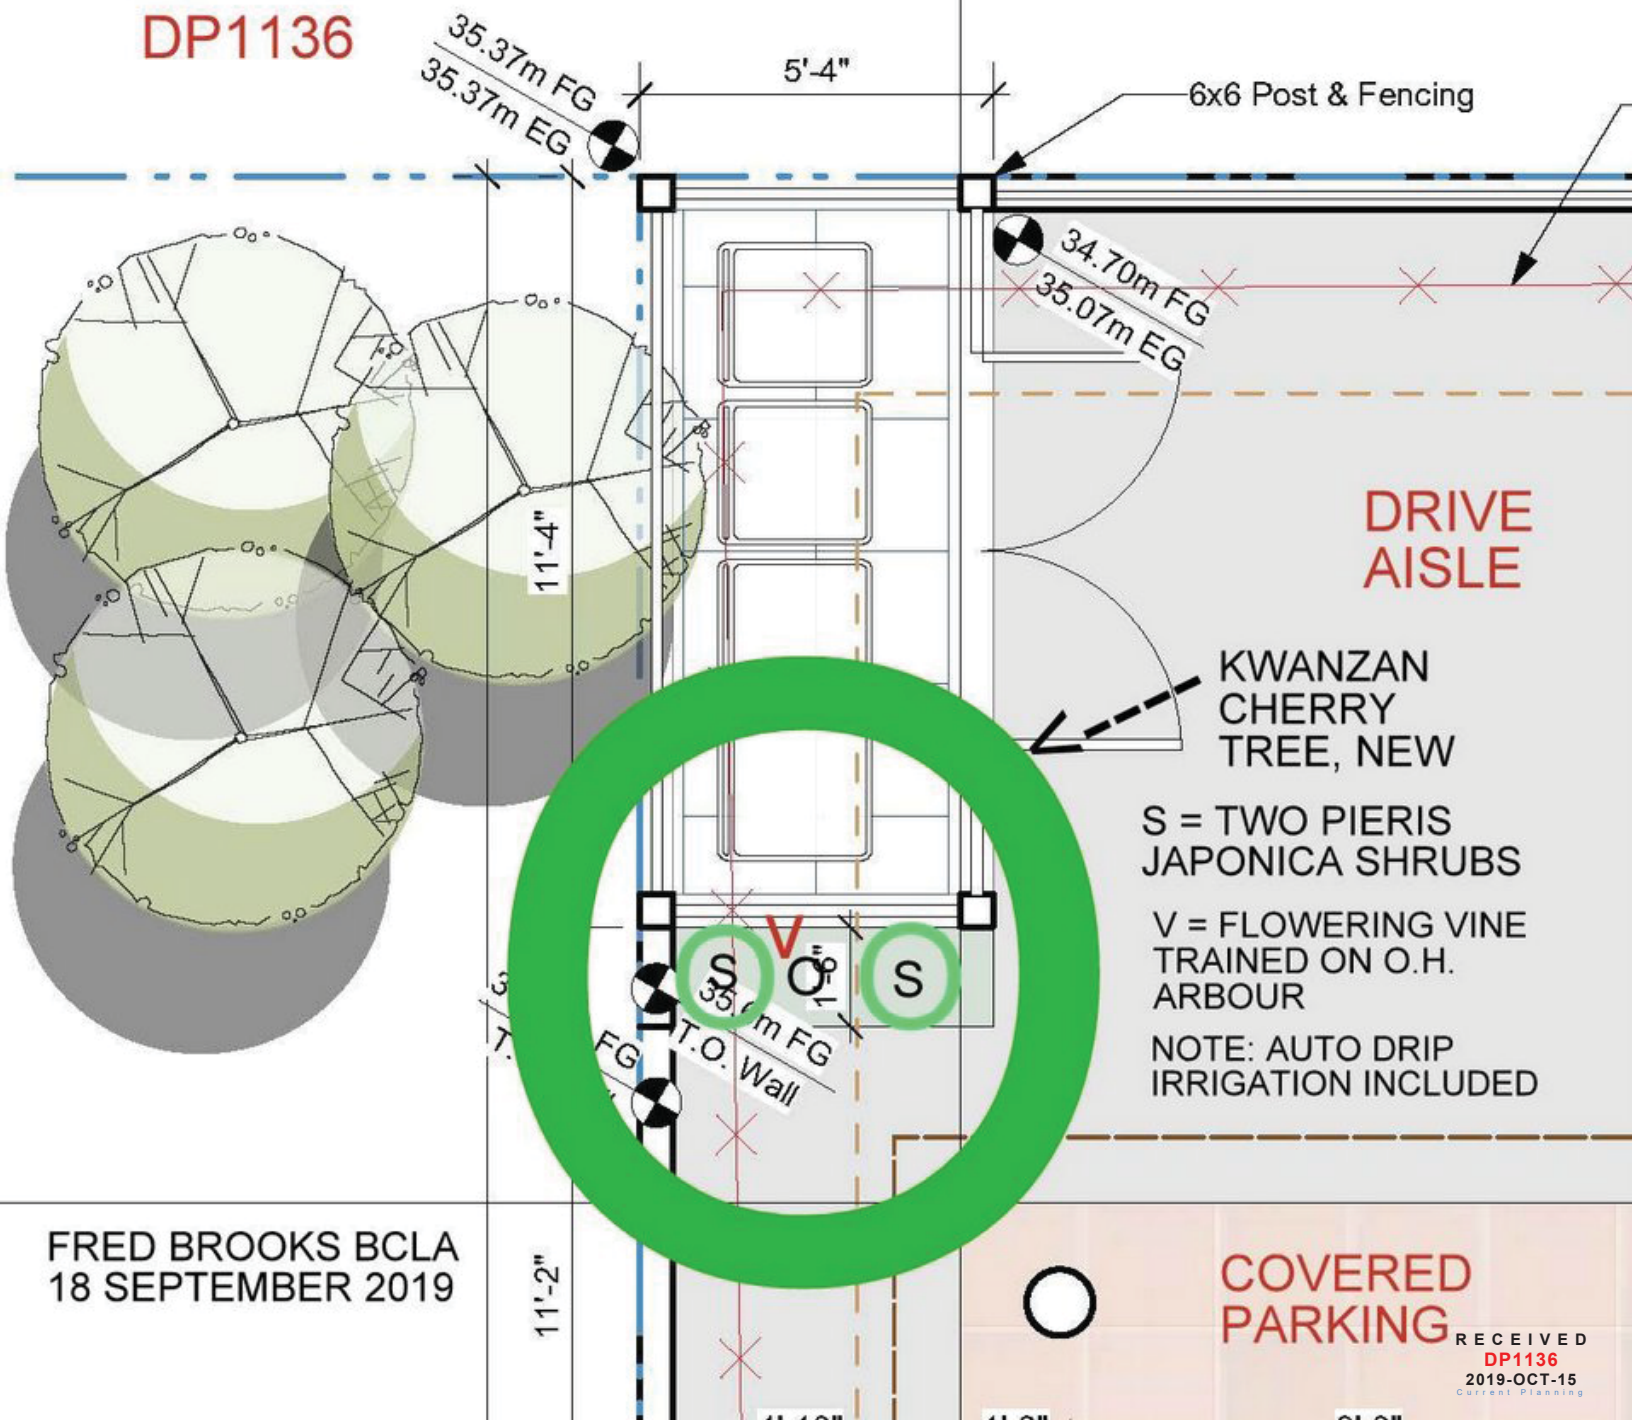 DP1136
35.37m FG
35.37m EG
5'-4"
6x6 Post & Fencing
34.70m FG
35.07m EG
11'-4"
DRIVE
AISLE
KWANZAN
CHERRY
TREE, NEW
S = TWO PIERIS
JAPONICA SHRUBS
V = FLOWERING VINE
TRAINED ON O.H.
ARBOUR
NOTE: AUTO DRIP
IRRIGATION INCLUDED
V
S
S
1'-6"
FG
T.O. Wall
FRED BROOKS BCLA
18 SEPTEMBER 2019
11'-2"
COVERED
PARKING
RECEIVED
DP1136
2019-OCT-15
Current Planning